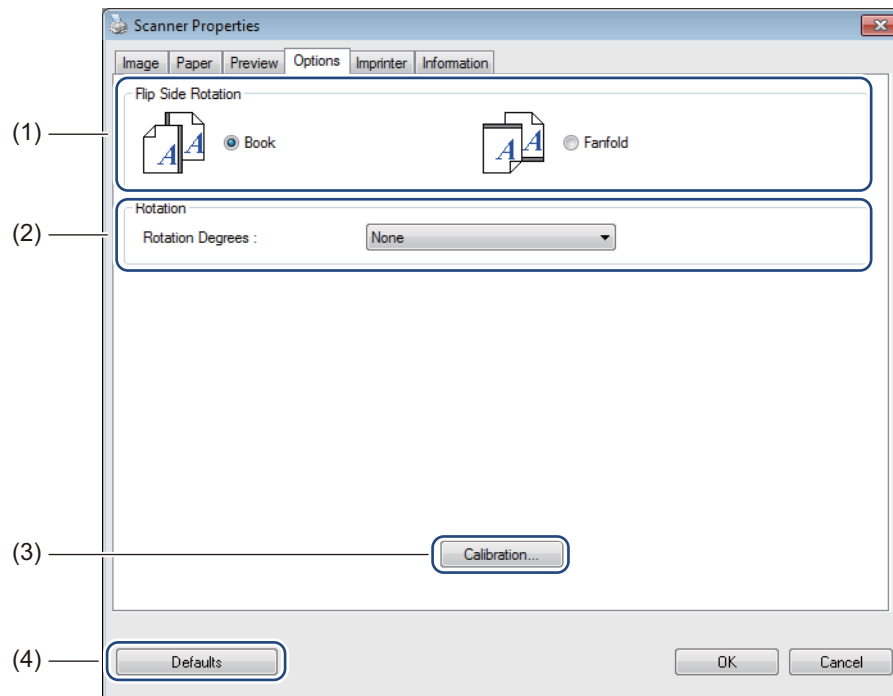 Scanner Properties
Image Paper Preview Options Imprinter Information
Flip Side Rotation
(1)
A A Book A A Fanfold
Rotation
(2)
Rotation Degrees : None
(3)
Calibration...
(4)
Defaults OK Cancel